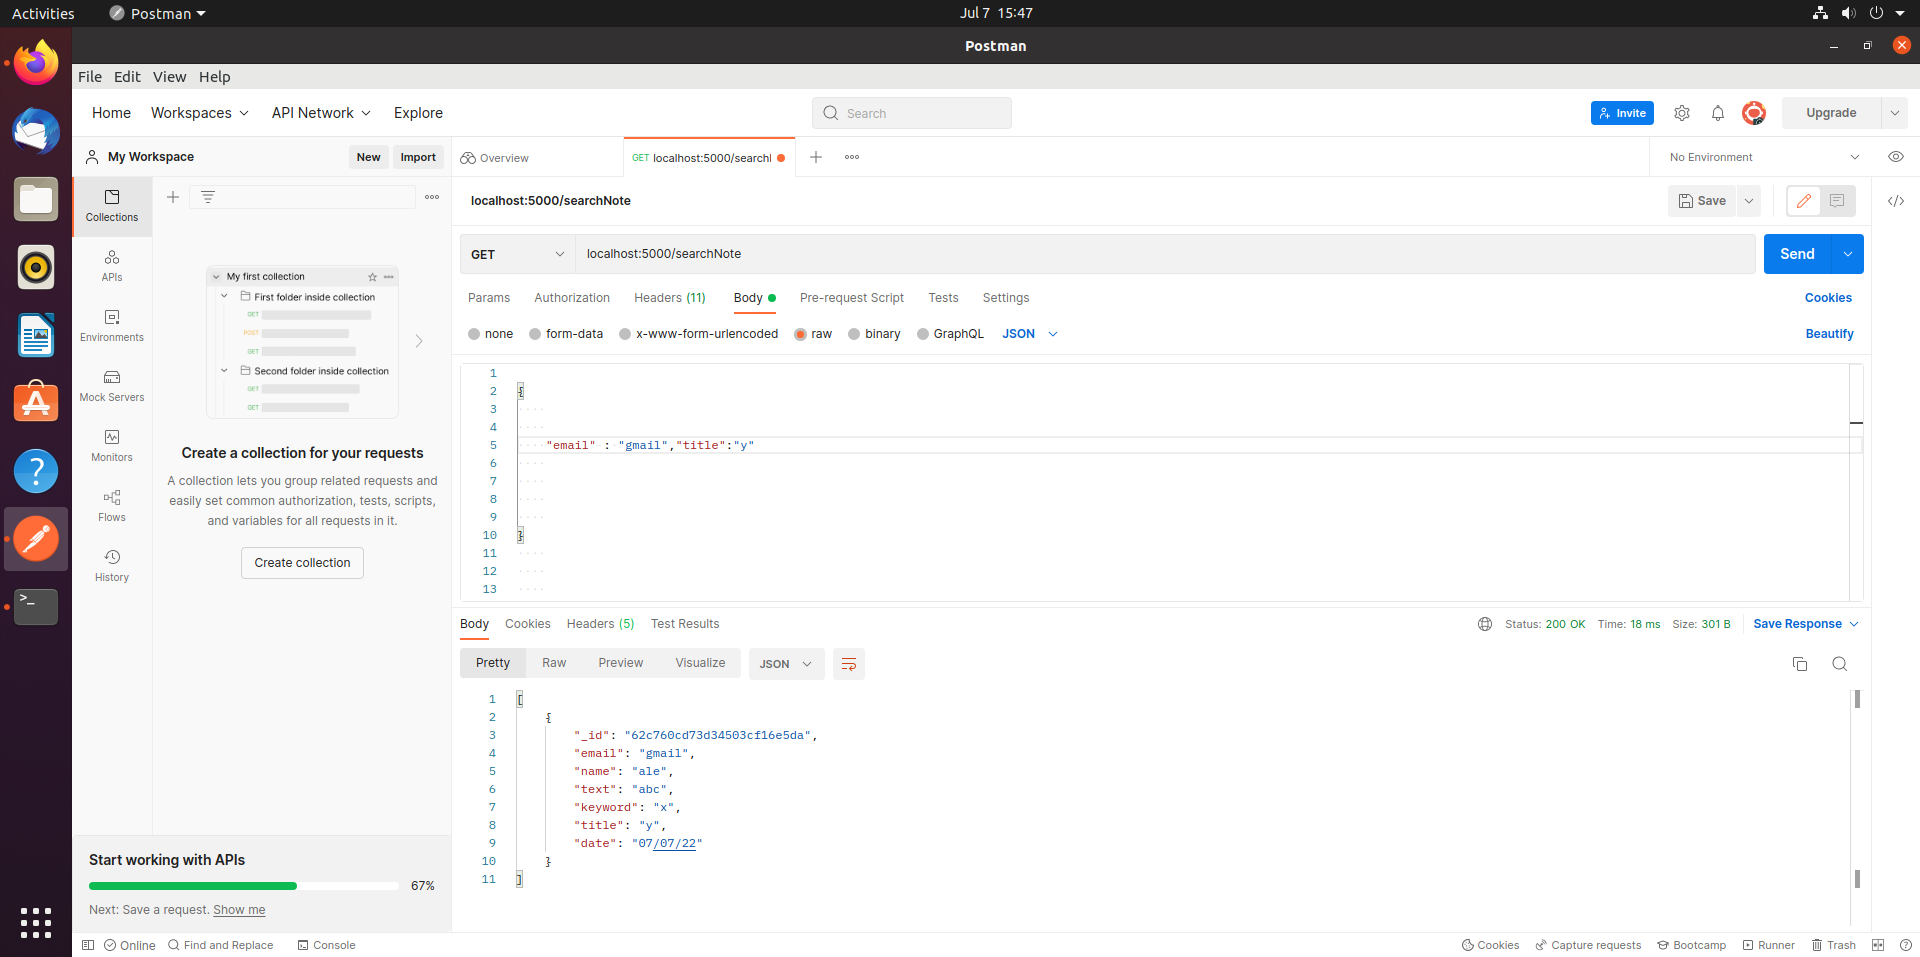 Activities Postman Jul 7 15:47
Postman
File Edit View Help
Home Workspaces API Network Explore Search Invite Upgrade
My Workspace New Import Overview GET localhost:5000/searchI No Environment
Collections
APIs
Environments
Mock Servers
Monitors
Flows
History
My first collection
First folder inside collection
GET
POST
GET
Second folder inside collection
GET
GET
Create a collection for your requests
A collection lets you group related requests and
easily set common authorization, tests, scripts,
and variables for all requests in it.
Create collection
Start working with APIs
67%
Next: Save a request. Show me
localhost:5000/searchNote Save </>
GET localhost:5000/searchNote Send
Params Authorization Headers (11) Body Pre-request Script Tests Settings Cookies
none form-data x-www-form-urlencoded raw binary GraphQL JSON Beautify
1
2 {
3
4
5 "email" : "gmail","title":"y"
6
7
8
9
10 }
11
12
13
Body Cookies Headers (5) Test Results Status: 200 OK Time: 18 ms Size: 301 B Save Response
Pretty Raw Preview Visualize JSON
1 [
2 {
3 "_id": "62c760cd73d34503cf16e5da",
4 "email": "gmail",
5 "name": "ale",
6 "text": "abc",
7 "keyword": "x",
8 "title": "y",
9 "date": "07/07/22"
10 }
11 ]
Online Find and Replace Console Cookies Capture requests Bootcamp Runner Trash